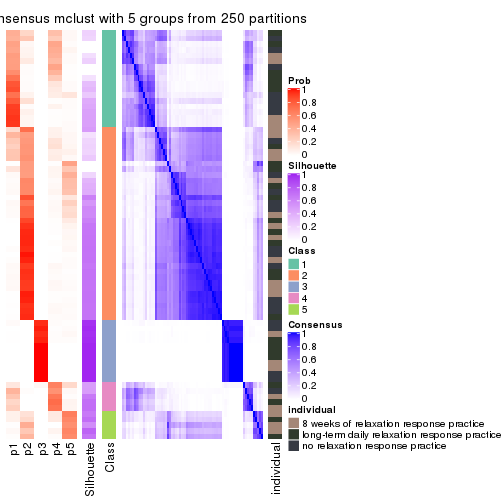 nsensus mclust with 5 groups from 250 partitions
Prob
1
0.8
0.6
0.4
0.2
0
Silhouette
1
0.8
0.6
0.4
0.2
0
Class
1
2
3
4
5
Consensus
1
0.8
0.6
0.4
0.2
0
individual
8 weeks of relaxation response practice
long-term daily relaxation response practice
no relaxation response practice
p1
p2
p3
p4
p5
Silhouette
Class
individual